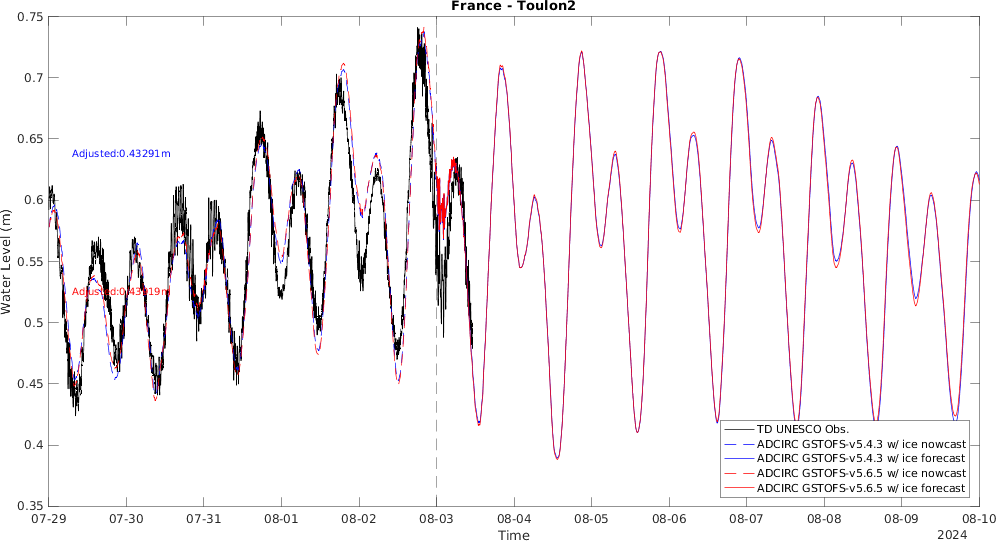 France - Toulon2
0.75
0.7
0.65
0.6
0.55
0.5
0.45
0.4
0.35
Water Level (m)
Adjusted:0.43291m
Adjusted:0.43919m
TD UNESCO Obs.
ADCIRC GSTOFS-v5.4.3 w/ ice nowcast
ADCIRC GSTOFS-v5.4.3 w/ ice forecast
ADCIRC GSTOFS-v5.6.5 w/ ice nowcast
ADCIRC GSTOFS-v5.6.5 w/ ice forecast
07-29 07-30 07-31 08-01 08-02 08-03 08-04 08-05 08-06 08-07 08-08 08-09 08-10
Time
2024